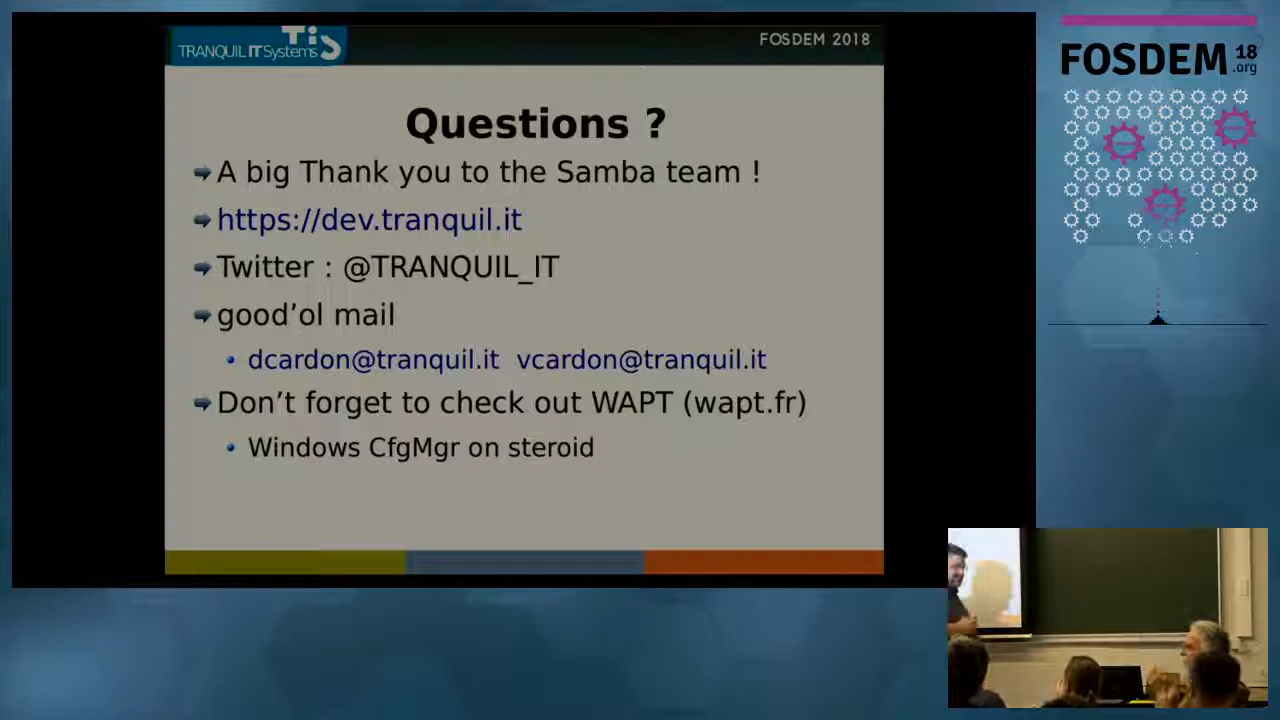 TRANQUIL IT Systems TIS
FOSDEM 2018
Questions ?
A big Thank you to the Samba team !
https://dev.tranquil.it
Twitter : @TRANQUIL_IT
good’ol mail
dcardon@tranquil.it vcardon@tranquil.it
Don’t forget to check out WAPT (wapt.fr)
Windows CfgMgr on steroid
FOSDEM 18 .org